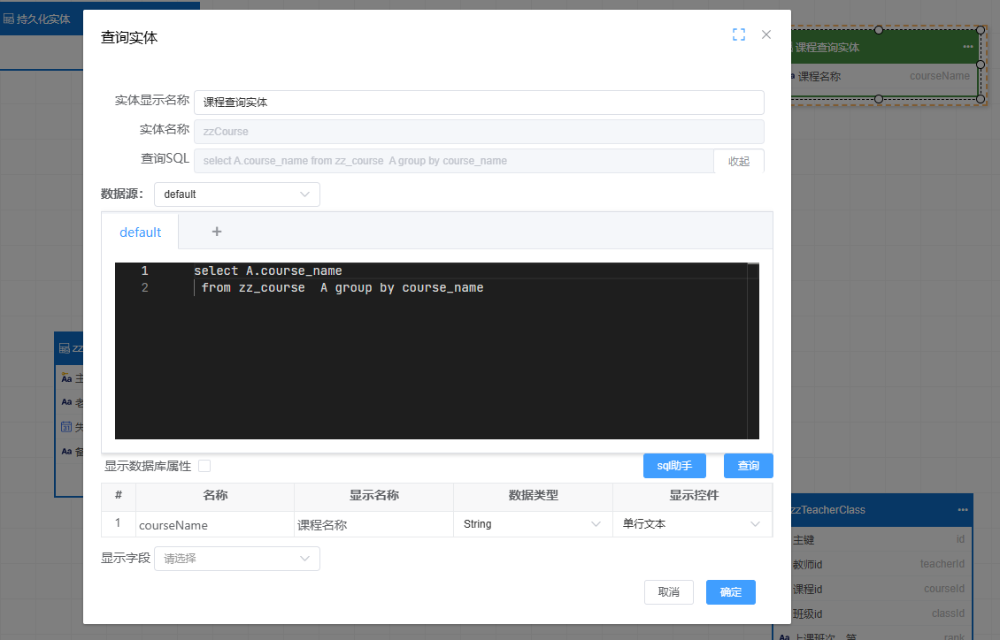 持久化实体
查询实体
课程查询实体
课程名称 courseName
实体显示名称 课程查询实体
实体名称 zzCourse
查询SQL select A.course_name from zz_course  A group by course_name 收起
数据源: default
default +
1 select A.course_name
2 from zz_course  A group by course_name
zz
Aa 主
Aa 老
31 失
Aa 备
显示数据库属性 sql助手 查询
# 名称 显示名称 数据类型 显示控件
1 courseName 课程名称 String 单行文本
显示字段 请选择
取消 确定
zzTeacherClass
主键 id
教师id teacherId
课程id courseId
班级id classId
Aa 上课班次，第 rank